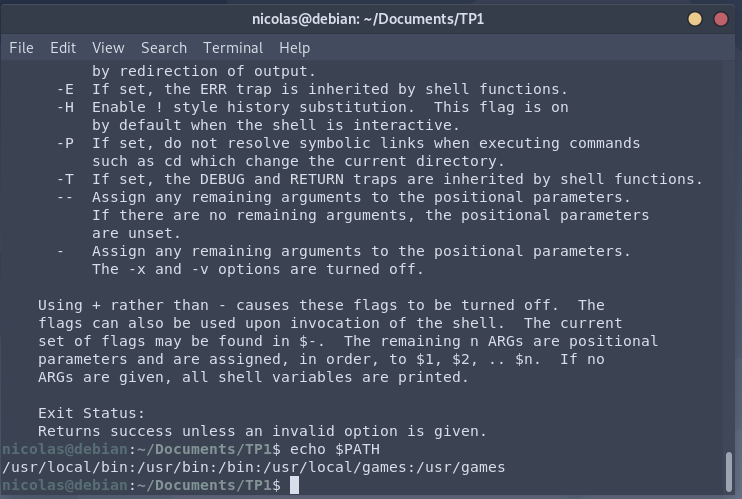 nicolas@debian: ~/Documents/TP1
File Edit View Search Terminal Help
by redirection of output.
-E  If set, the ERR trap is inherited by shell functions.
-H  Enable ! style history substitution.  This flag is on
by default when the shell is interactive.
-P  If set, do not resolve symbolic links when executing commands
such as cd which change the current directory.
-T  If set, the DEBUG and RETURN traps are inherited by shell functions.
--  Assign any remaining arguments to the positional parameters.
If there are no remaining arguments, the positional parameters
are unset.
-   Assign any remaining arguments to the positional parameters.
The -x and -v options are turned off.
Using + rather than - causes these flags to be turned off.  The
flags can also be used upon invocation of the shell.  The current
set of flags may be found in $-.  The remaining n ARGs are positional
parameters and are assigned, in order, to $1, $2, .. $n.  If no
ARGs are given, all shell variables are printed.
Exit Status:
Returns success unless an invalid option is given.
nicolas@debian:~/Documents/TP1$ echo $PATH
/usr/local/bin:/usr/bin:/bin:/usr/local/games:/usr/games
nicolas@debian:~/Documents/TP1$